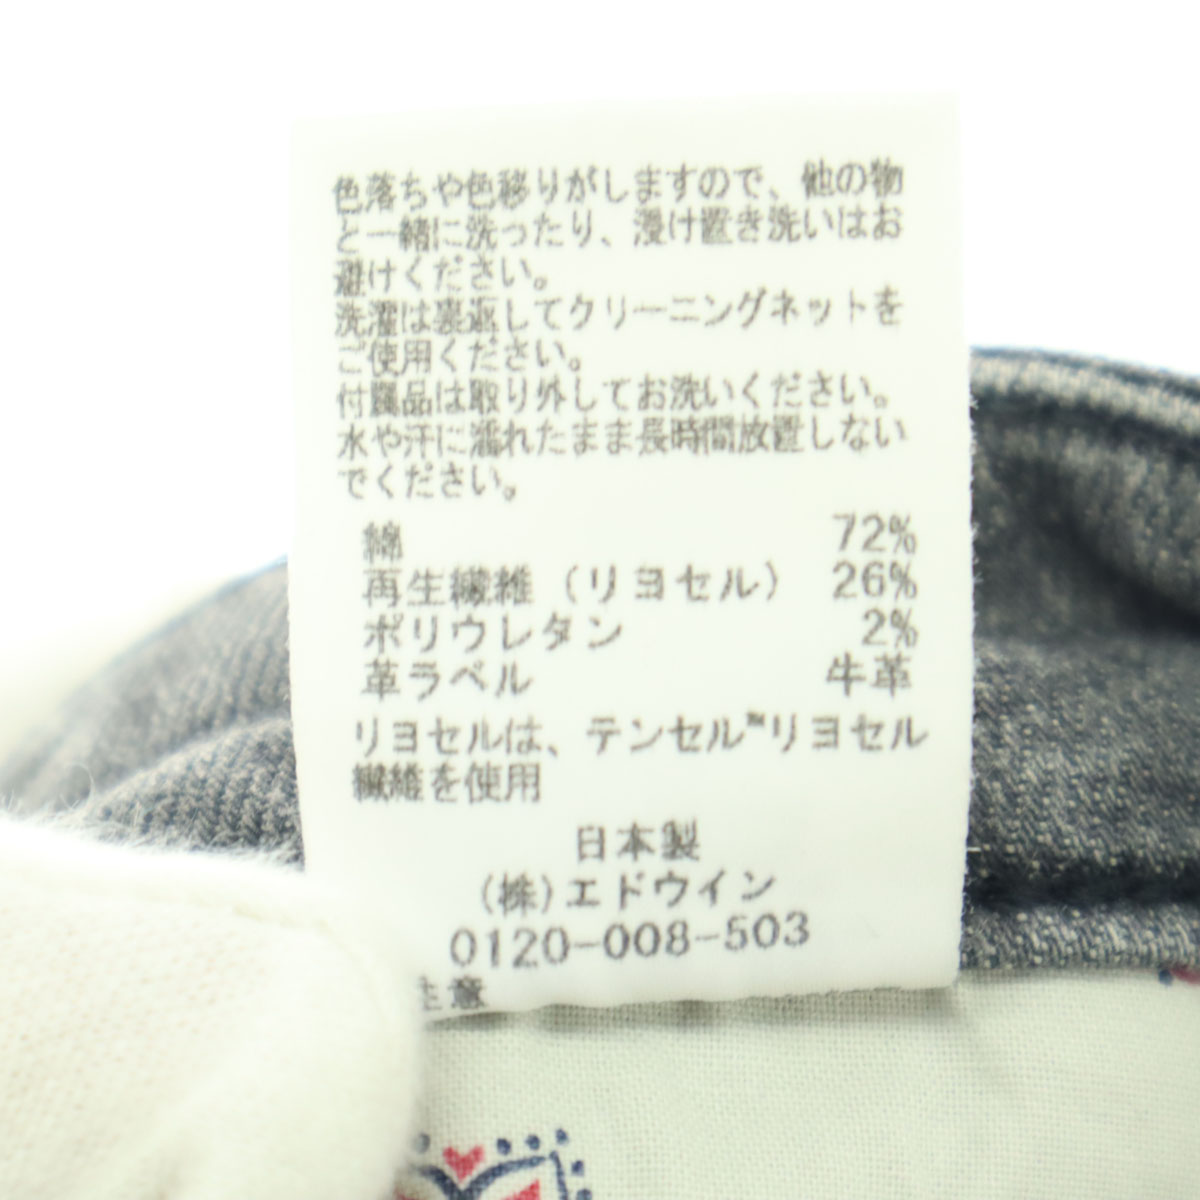 色落ちや色移りがしますので、他の物
と一緒に洗ったり、浸け置き洗いはお
避けください。
洗濯は裏返してクリーニングネットを
ご使用ください。
付属品は取り外してお洗いください。
水や汗に濡れたまま長時間放置しない
でください。
綿 72%
再生繊維（リヨセル） 26%
ポリウレタン 2%
革ラベル 牛革
リヨセルは、テンセル™リヨセル
繊維を使用
日本製
(株)エドウイン
0120-008-503
注意